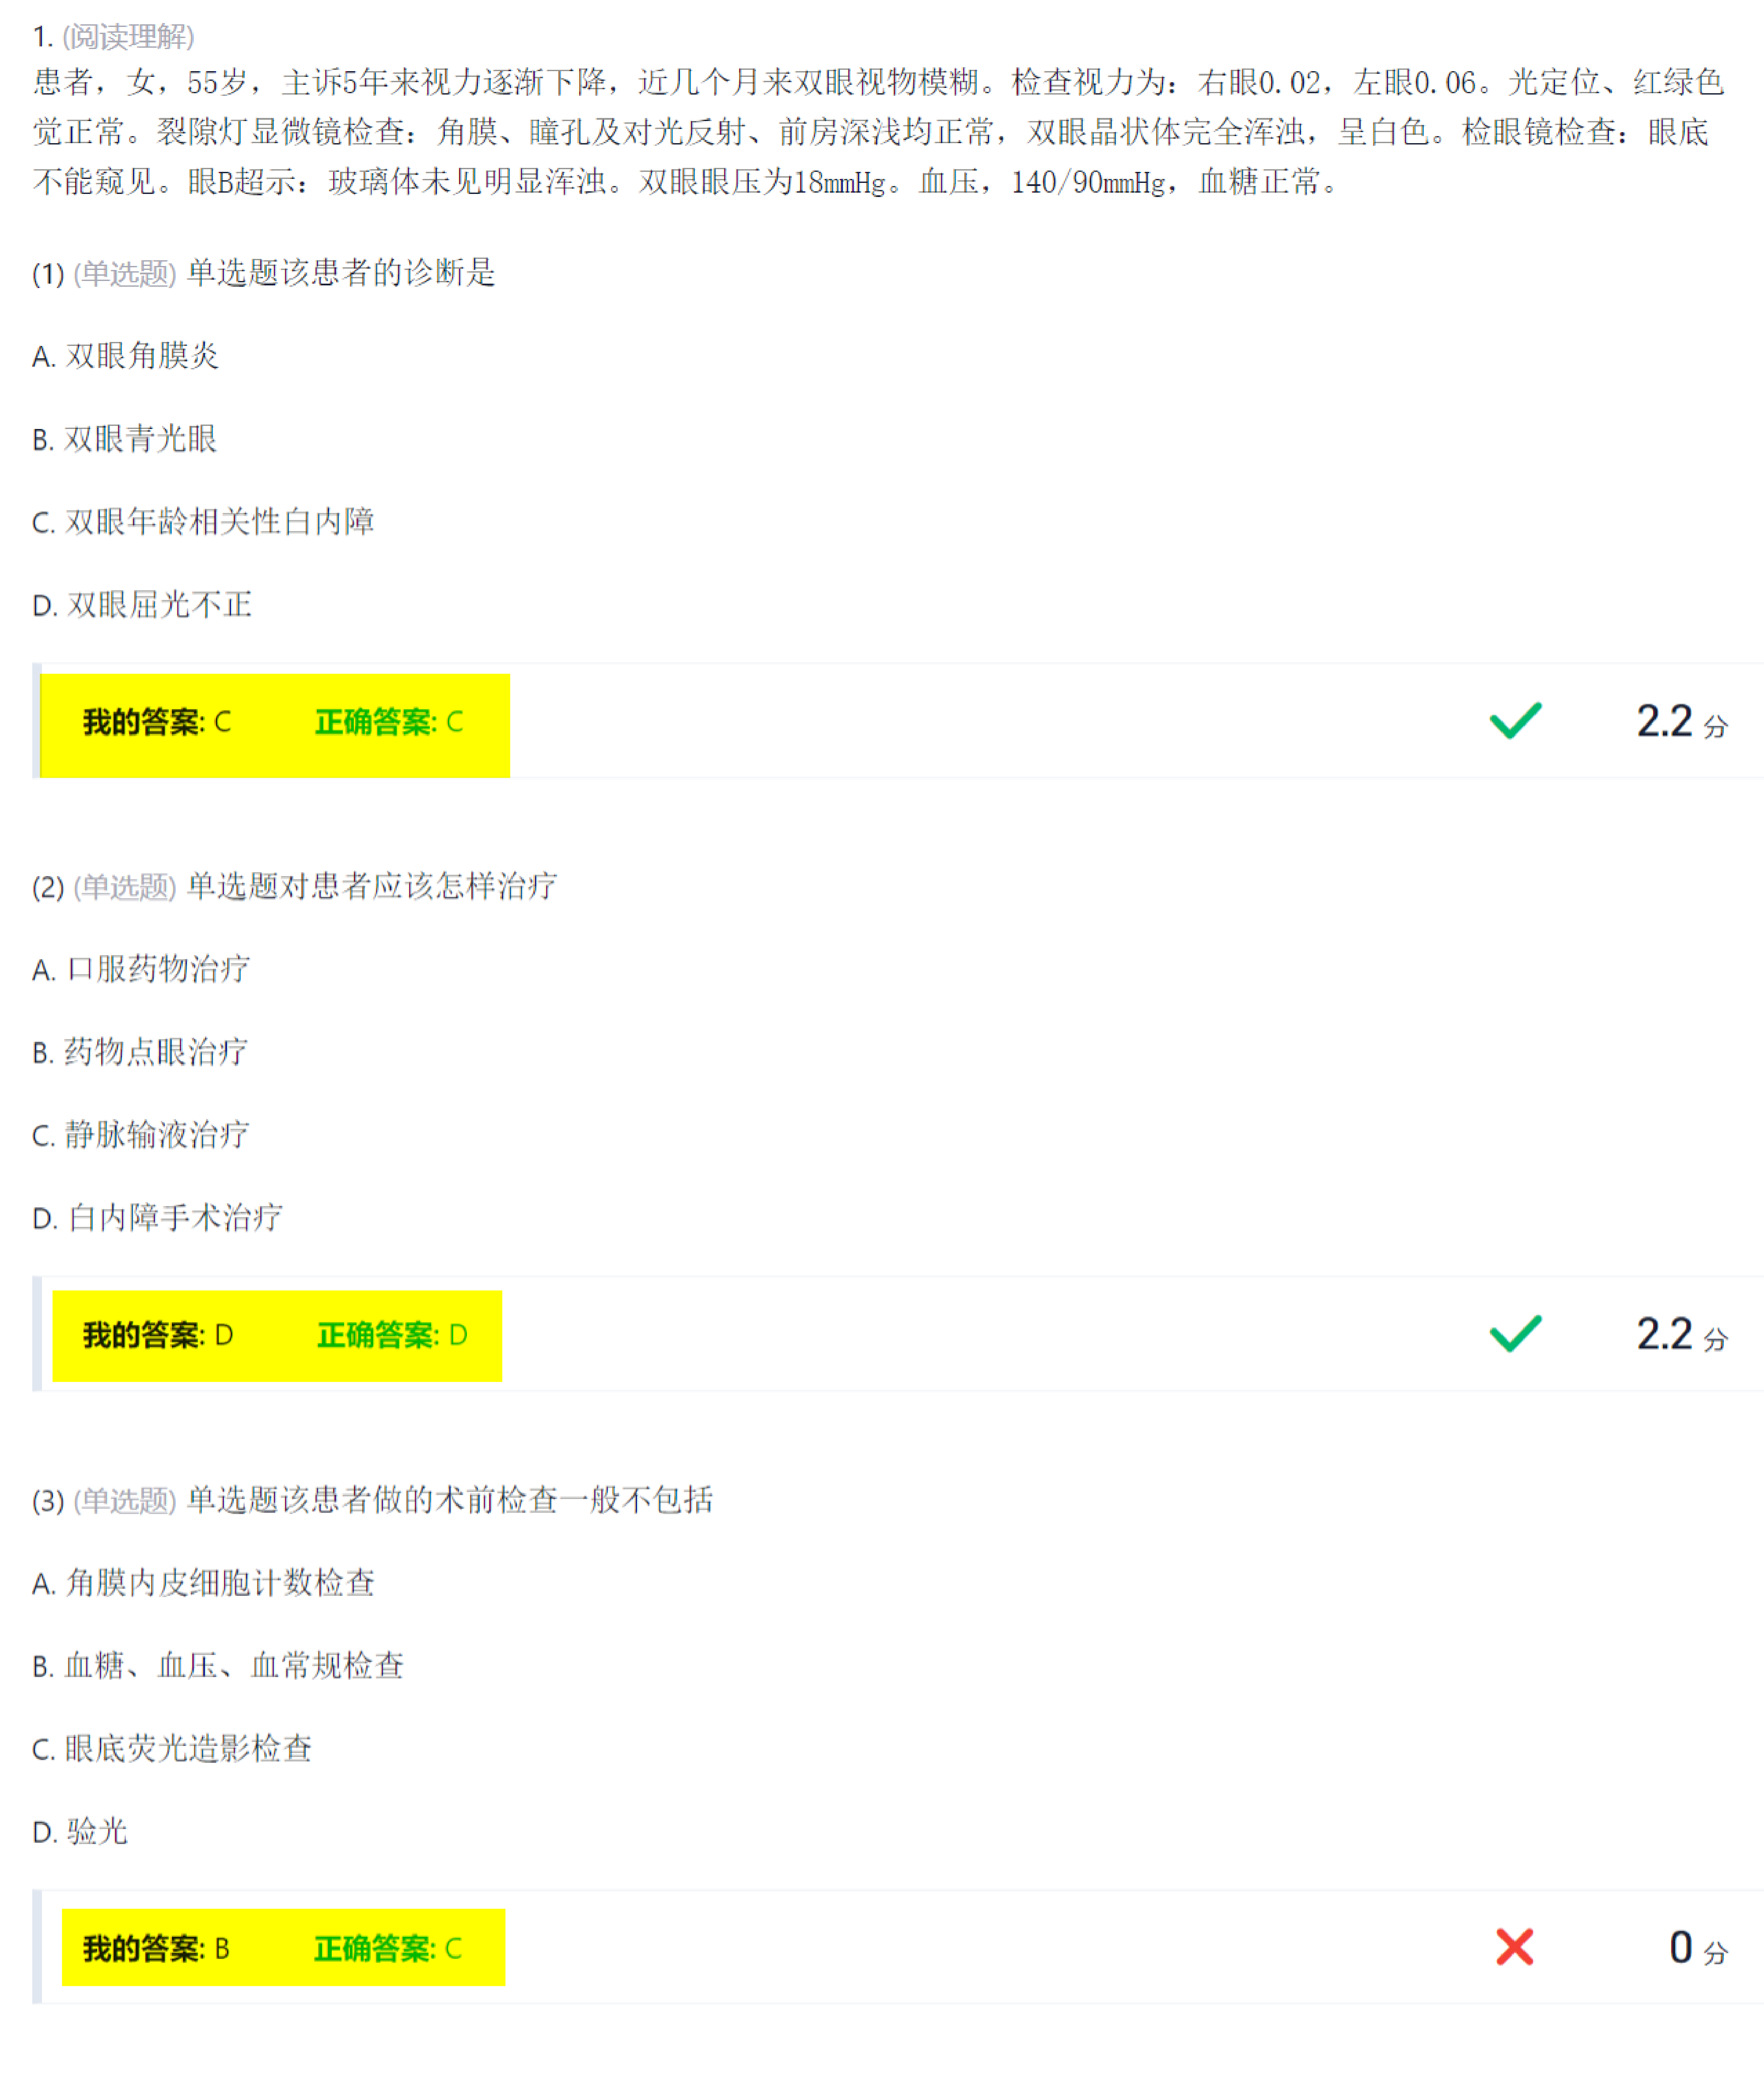 1. (阅读理解)
患者，女，55岁，主诉5年来视力逐渐下降，近几个月来双眼视物模糊。检查视力为：右眼0.02，左眼0.06。光定位、红绿色
觉正常。裂隙灯显微镜检查：角膜、瞳孔及对光反射、前房深浅均正常，双眼晶状体完全浑浊，呈白色。检眼镜检查：眼底
不能窥见。眼B超示：玻璃体未见明显浑浊。双眼眼压为18mmHg。血压，140/90mmHg，血糖正常。
(1) (单选题) 单选题该患者的诊断是
A. 双眼角膜炎
B. 双眼青光眼
C. 双眼年龄相关性白内障
D. 双眼屈光不正
我的答案: C 正确答案: C 2.2 分
(2) (单选题) 单选题对患者应该怎样治疗
A. 口服药物治疗
B. 药物点眼治疗
C. 静脉输液治疗
D. 白内障手术治疗
我的答案: D 正确答案: D 2.2 分
(3) (单选题) 单选题该患者做的术前检查一般不包括
A. 角膜内皮细胞计数检查
B. 血糖、血压、血常规检查
C. 眼底荧光造影检查
D. 验光
我的答案: B 正确答案: C 0 分